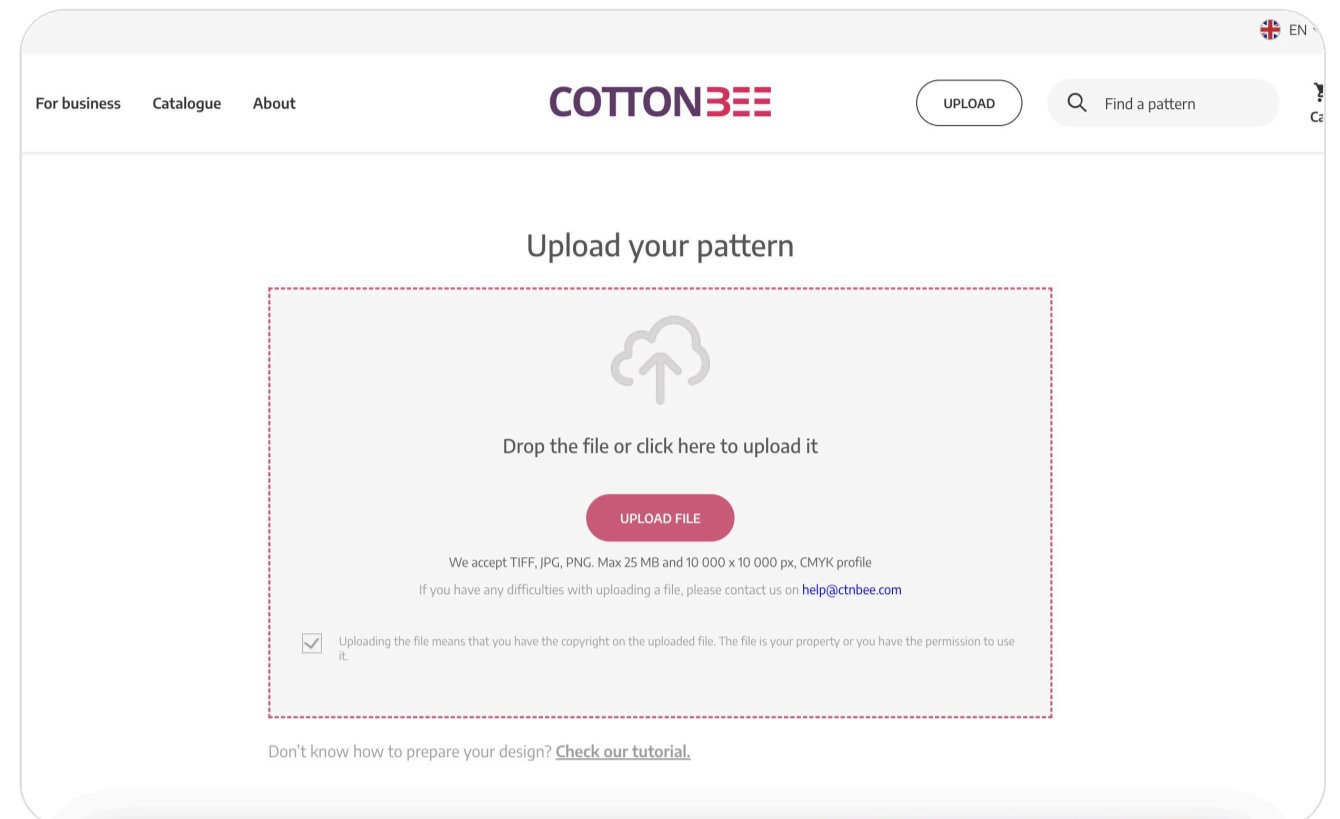 EN
For business Catalogue About COTTONBEE UPLOAD Find a pattern
Upload your pattern
Drop the file or click here to upload it
UPLOAD FILE
We accept TIFF, JPG, PNG. Max 25 MB and 10 000 x 10 000 px, CMYK profile
If you have any difficulties with uploading a file, please contact us on help@ctnbee.com
Uploading the file means that you have the copyright on the uploaded file. The file is your property or you have the permission to use
it.
Don't know how to prepare your design? Check our tutorial.